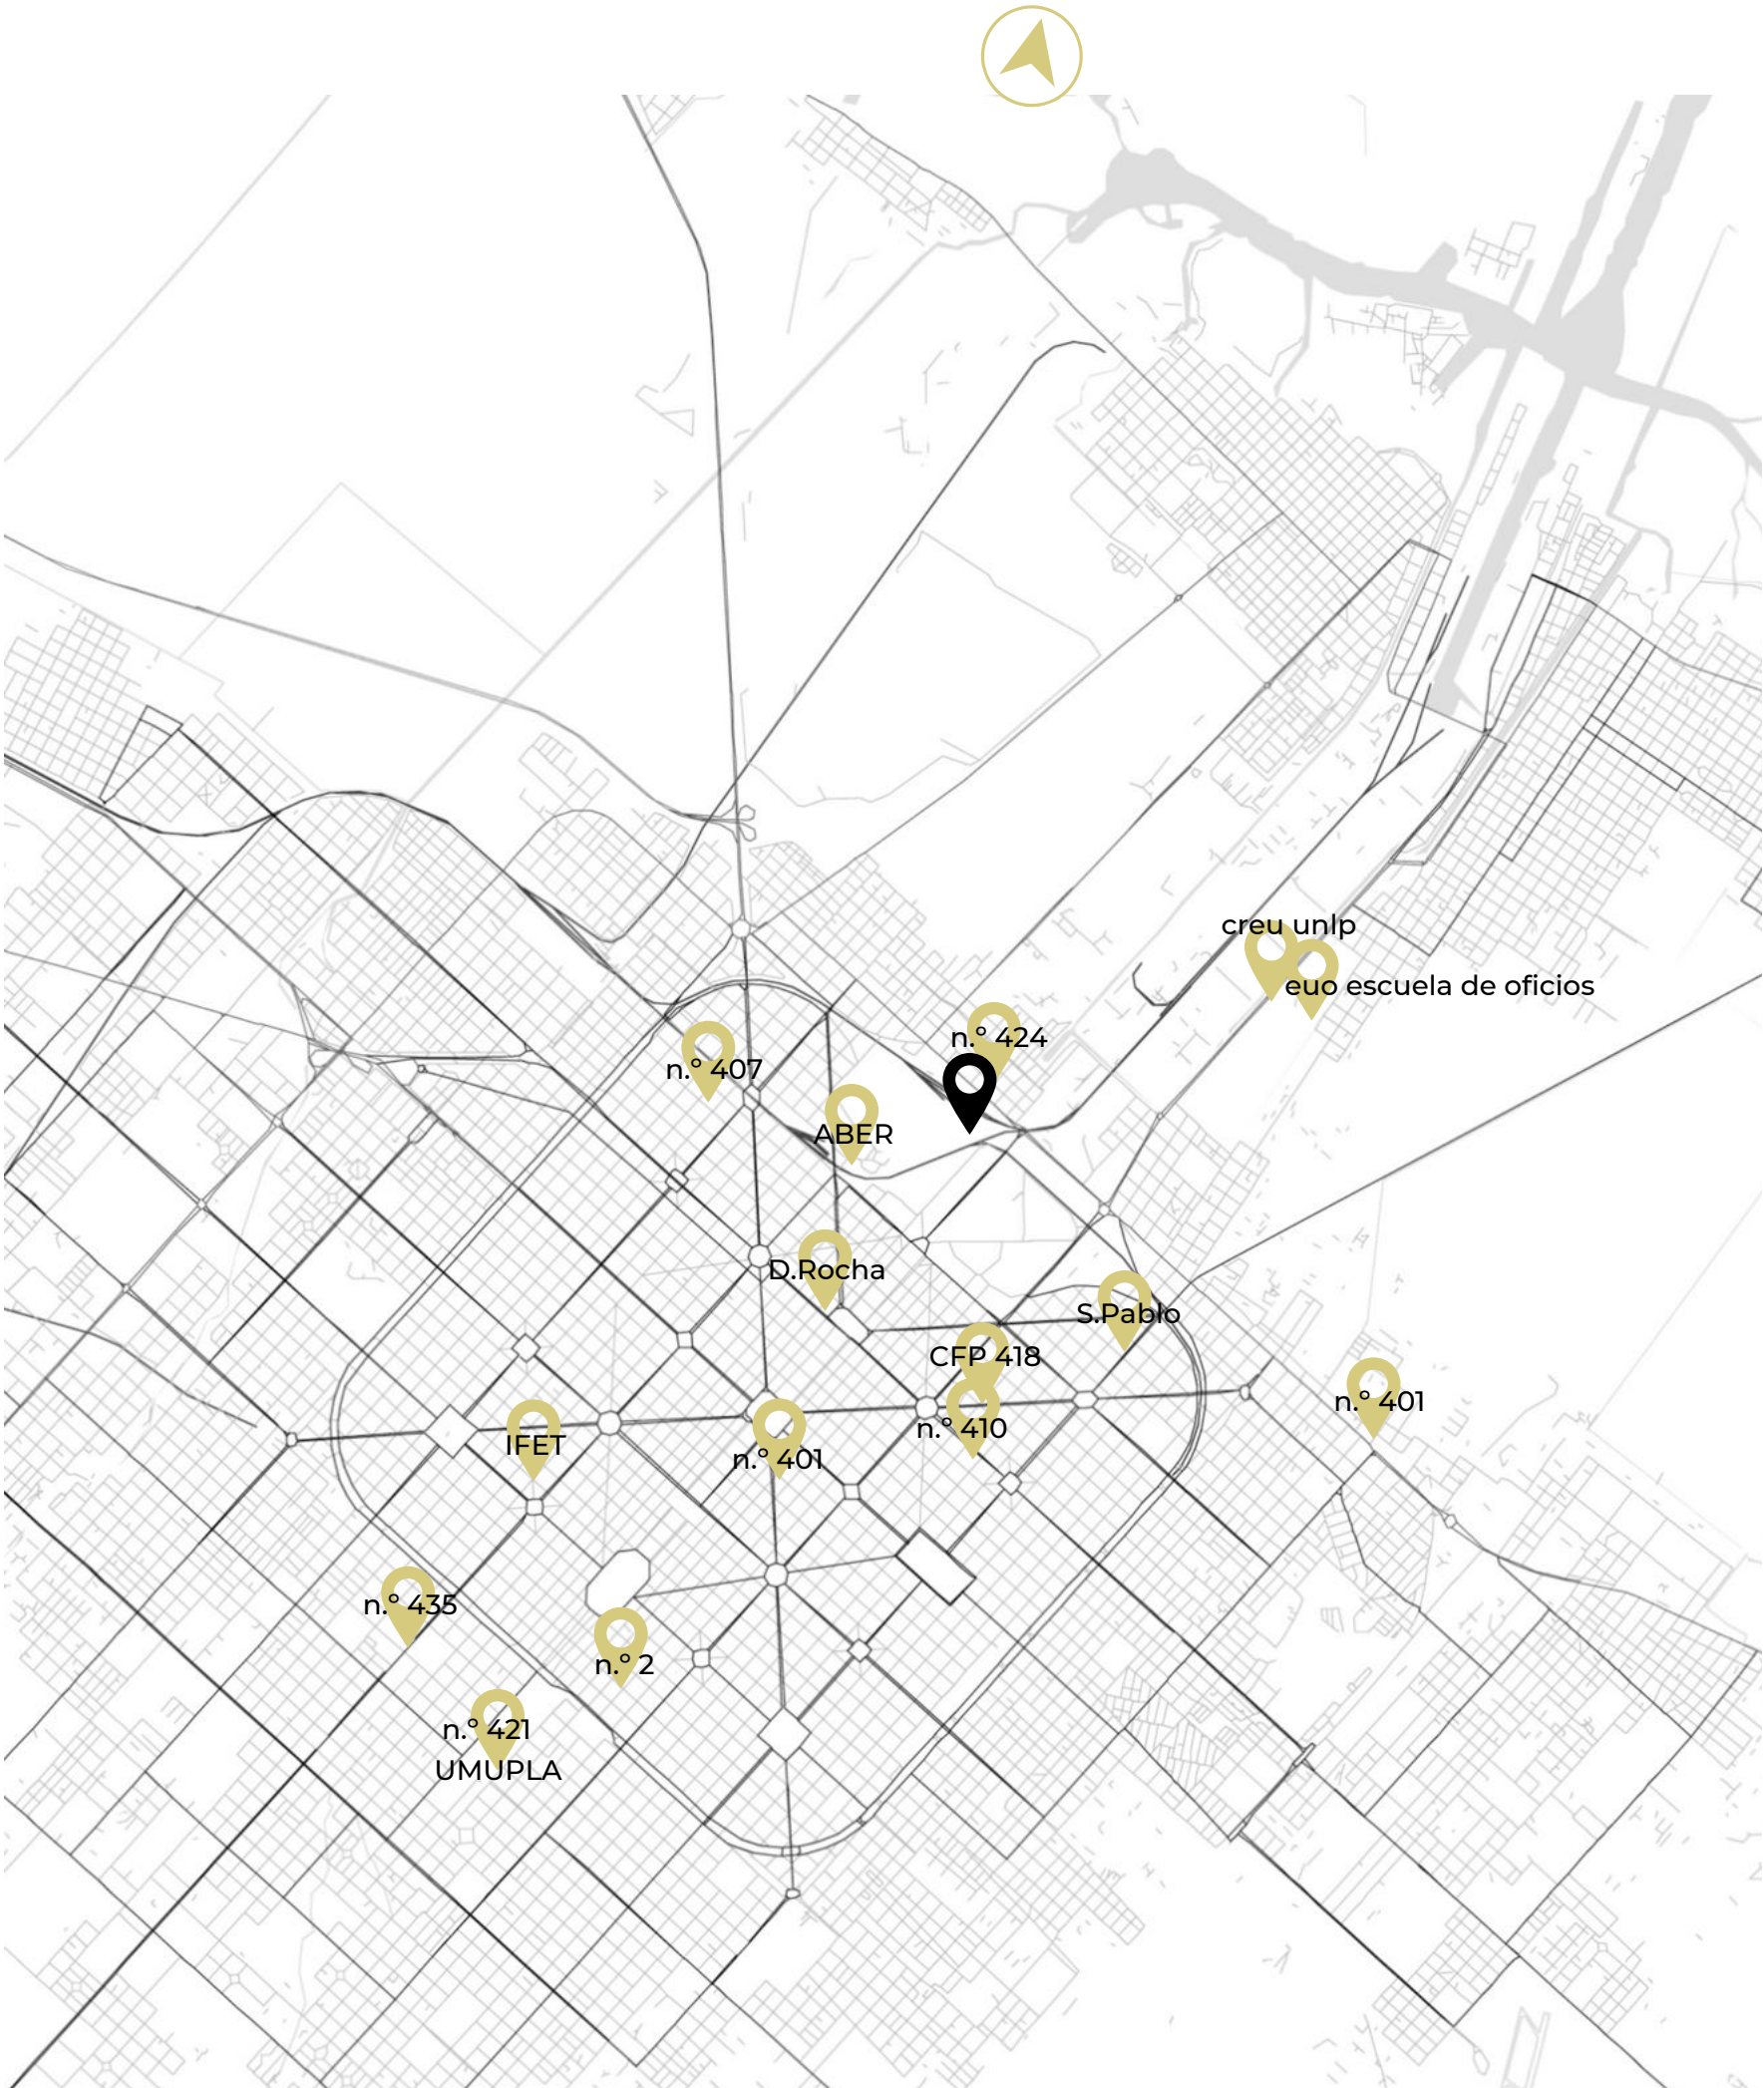 creu unlp
euo escuela de oficios
n.º 424
n.º 407
ABER
D.Rocha
S.Pablo
CFP 418
n.º 401
n.º 410
IFET
n.º 401
n.º 435
n.º 2
n.º 421
UMUPLA